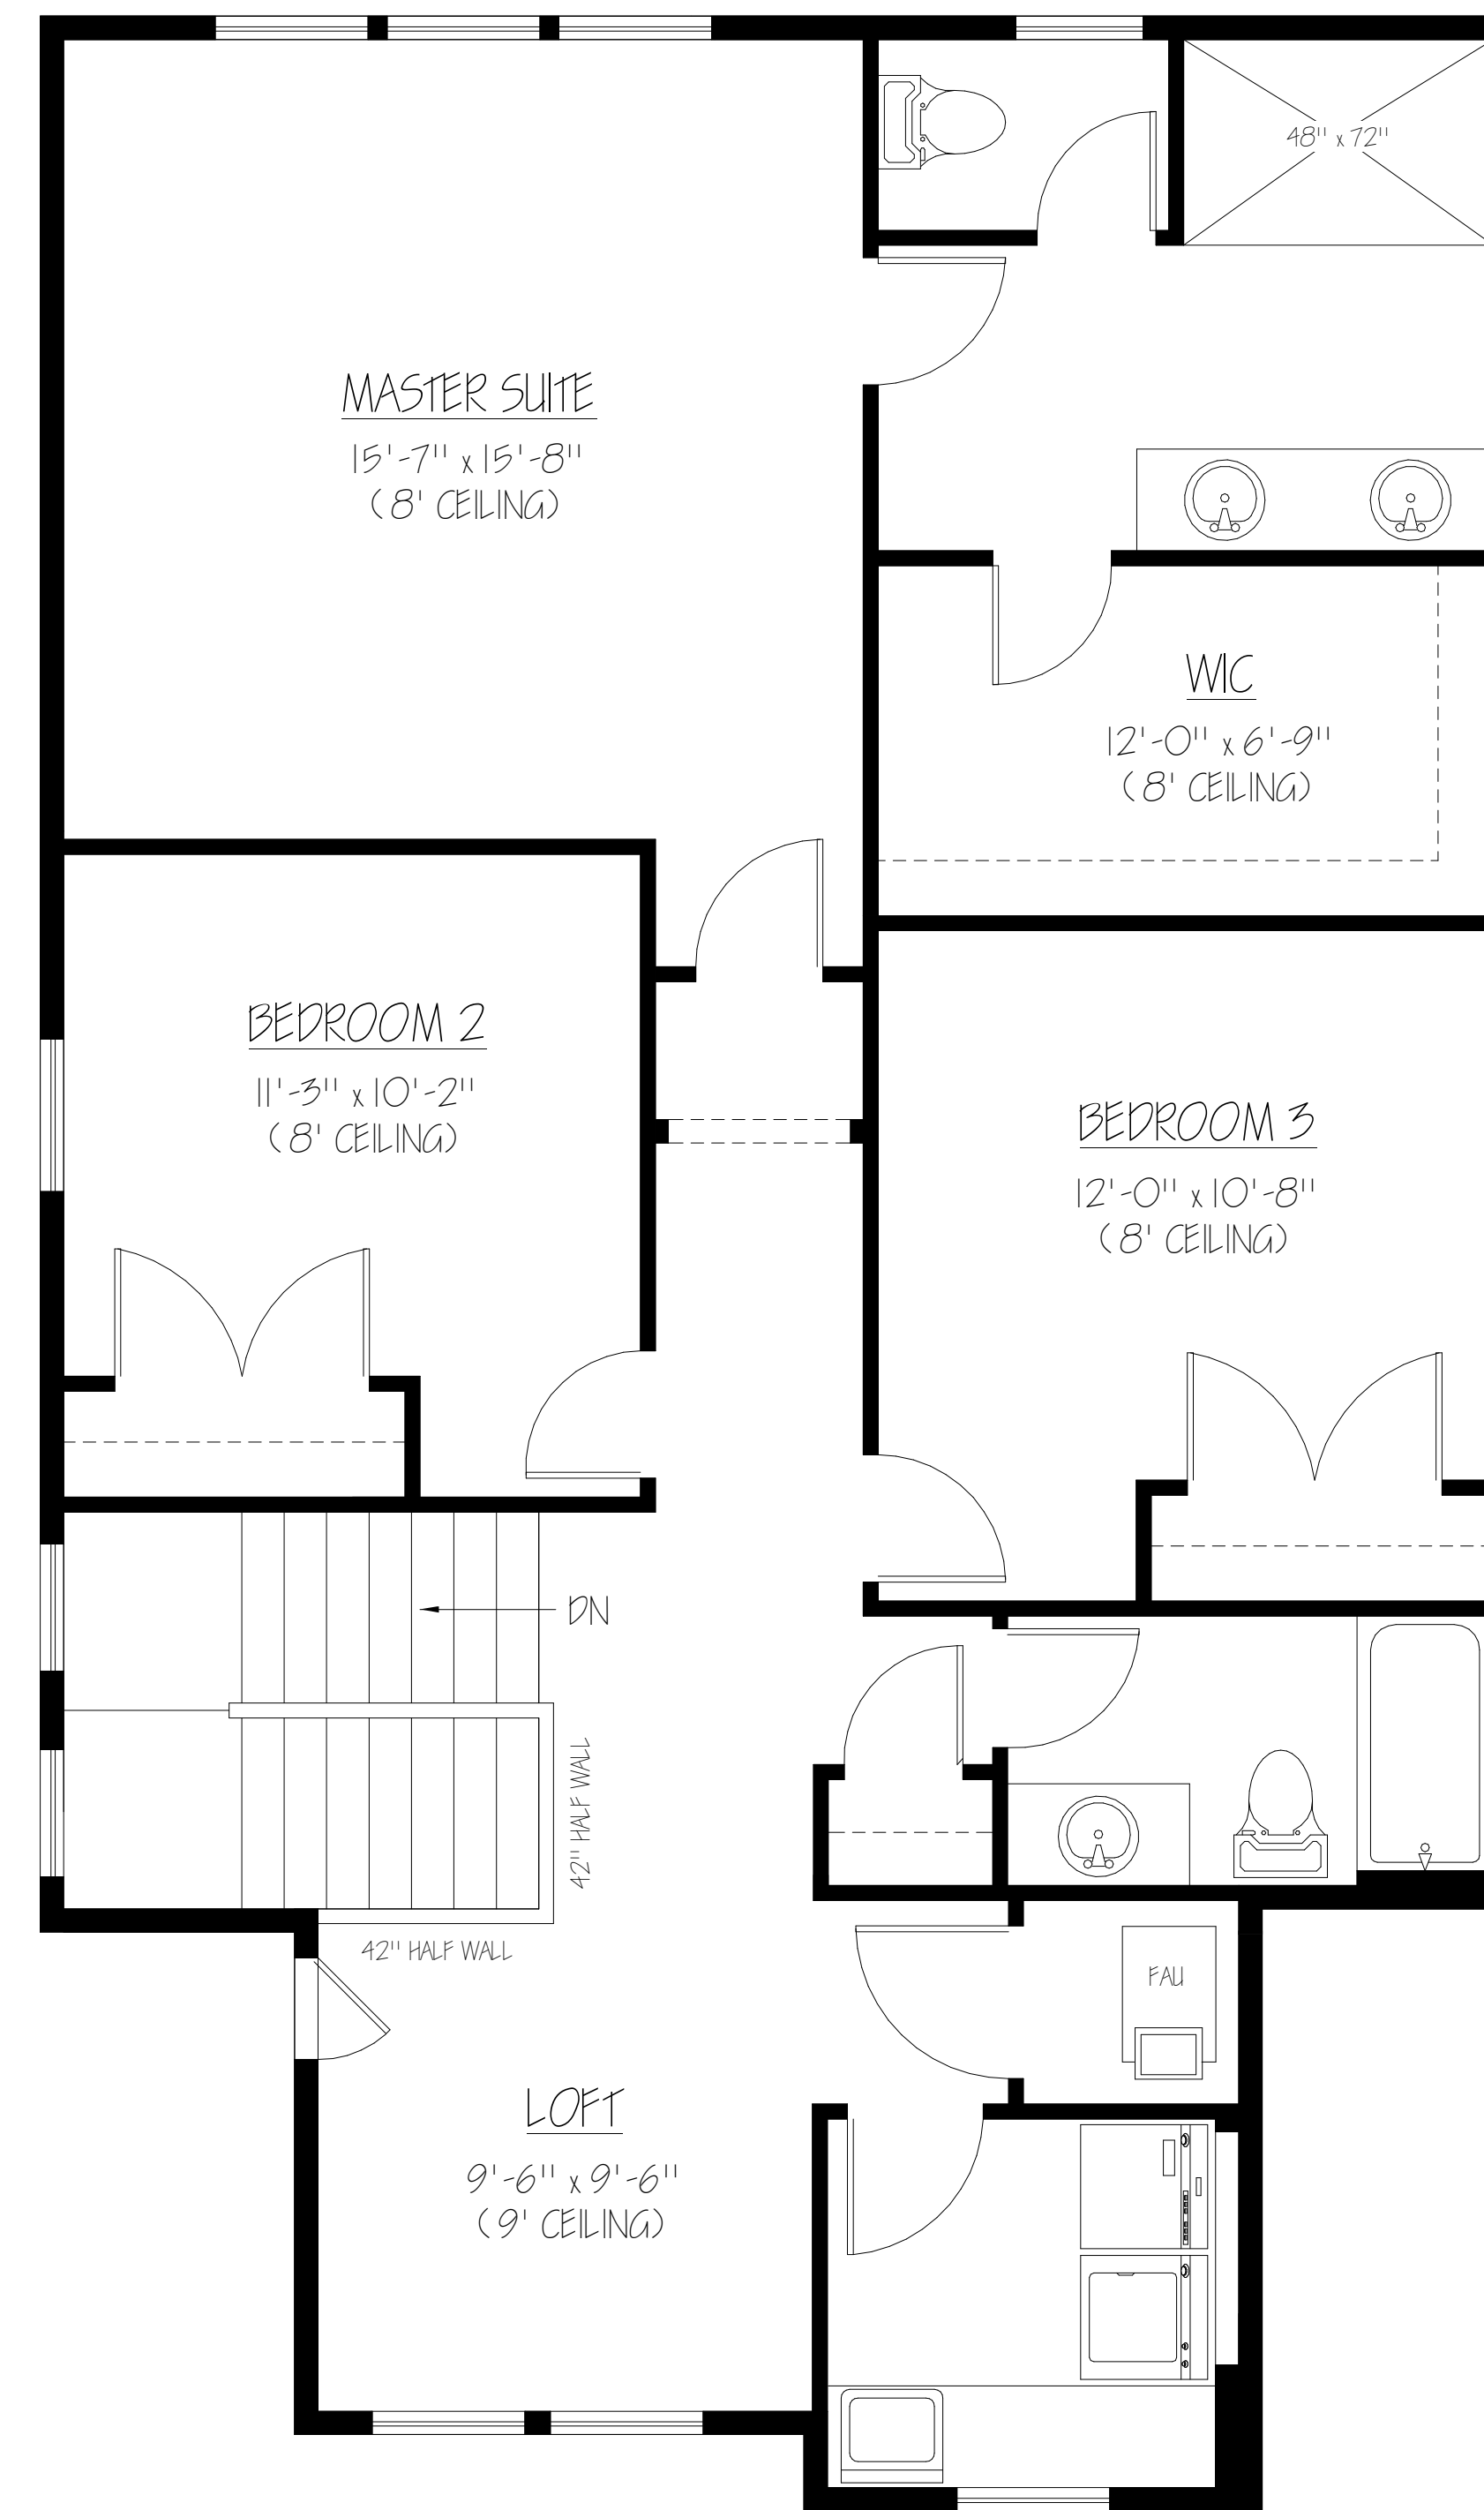 48" x 72"
MASTER SUITE
15'-7" x 15'-8"
(8' CEILING)
WIC
12'-0" x 6'-9"
(8' CEILING)
BEDROOM 2
11'-3" x 10'-2"
(8' CEILING)
BEDROOM 3
12'-0" x 10'-8"
(8' CEILING)
DN
42" HALF WALL
42" HALF WALL
FAU
LOFT
9'-6" x 9'-6"
(9' CEILING)